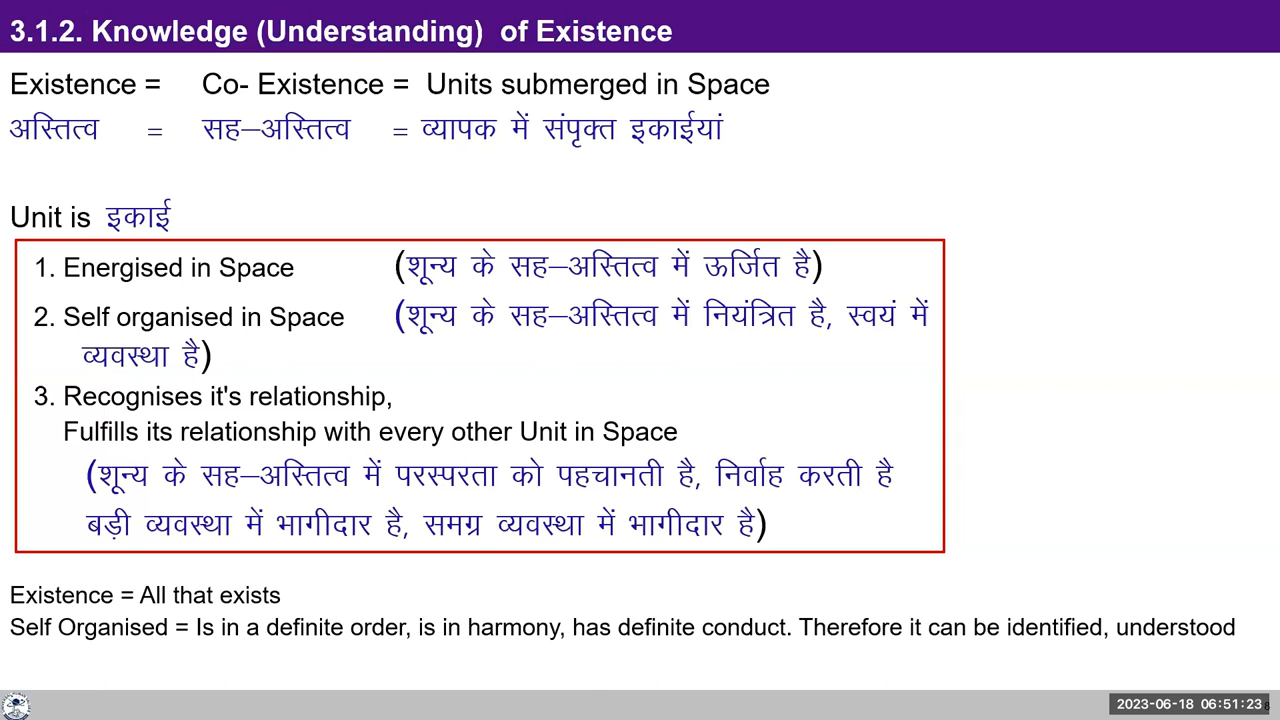 3.1.2. Knowledge (Understanding) of Existence
Existence = Co- Existence = Units submerged in Space
अस्तित्व = सह–अस्तित्व = व्यापक में संपृक्त इकाईयां
Unit is इकाई
1. Energised in Space (शून्य के सह–अस्तित्व में ऊर्जित है)
2. Self organised in Space (शून्य के सह–अस्तित्व में नियंत्रित है, स्वयं में
व्यवस्था है)
3. Recognises it's relationship,
Fulfills its relationship with every other Unit in Space
(शून्य के सह–अस्तित्व में परस्परता को पहचानती है, निर्वाह करती है
बड़ी व्यवस्था में भागीदार है, समग्र व्यवस्था में भागीदार है)
Existence = All that exists
Self Organised = Is in a definite order, is in harmony, has definite conduct. Therefore it can be identified, understood
2023-06-18 06:51:23 8